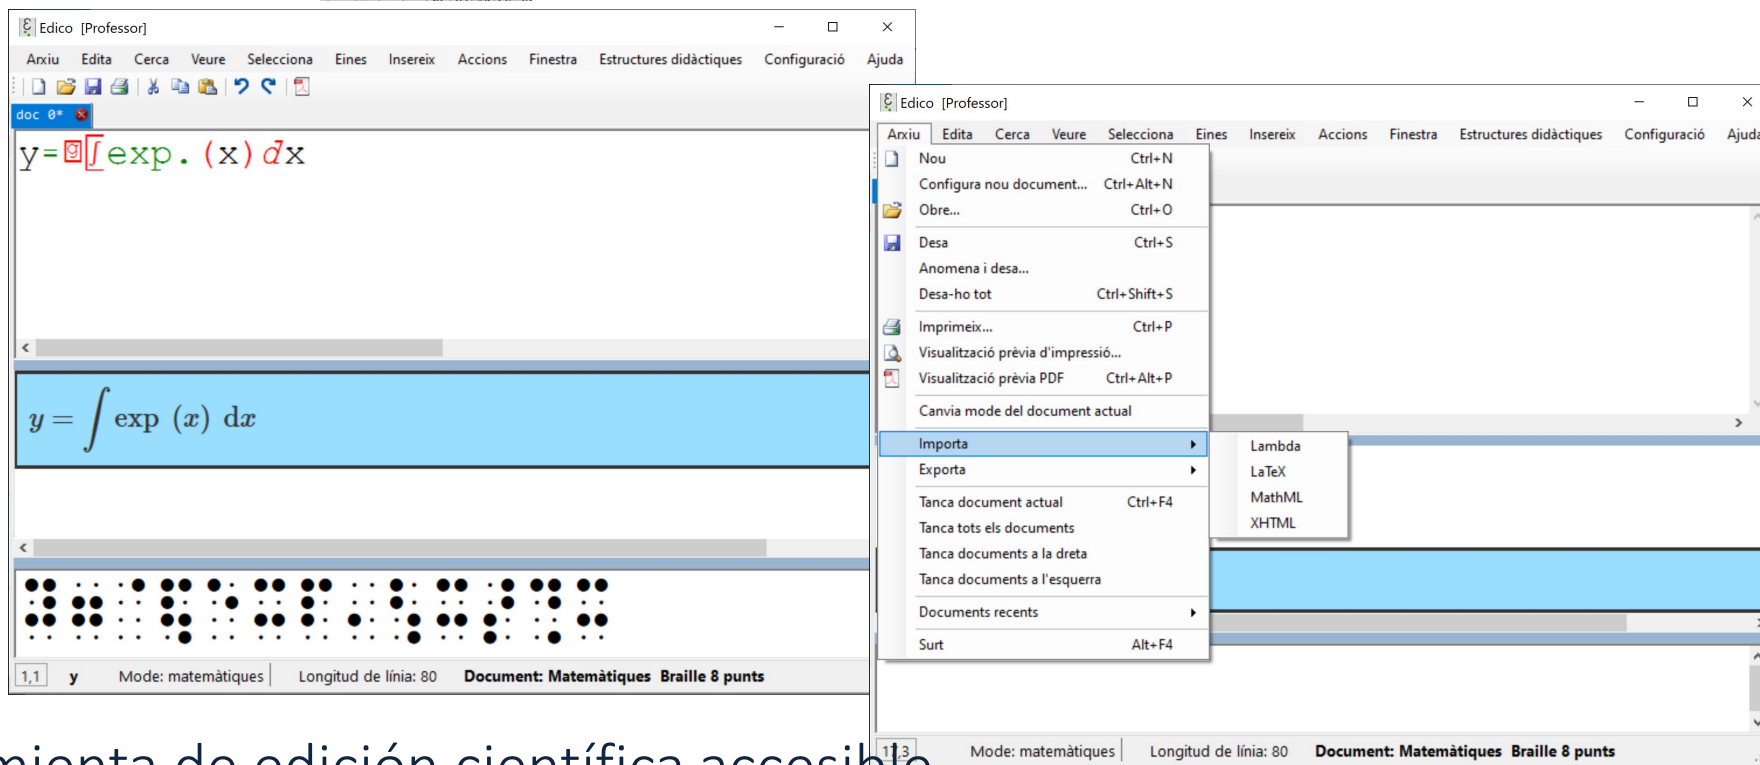 Edico [Professor]
Arxiu Edita Cerca Veure Selecciona Eines Insereix Accions Finestra Estructures didàctiques Configuració Ajuda
doc 0*
y=g∫exp.(x)dx
y = ∫ exp (x) dx
1,1 y Mode: matemàtiques Longitud de línia: 80 Document: Matemàtiques Braille 8 punts
Edico [Professor]
Arxiu Edita Cerca Veure Selecciona Eines Insereix Accions Finestra Estructures didàctiques Configuració Ajuda
Nou Ctrl+N
Configura nou document... Ctrl+Alt+N
Obre... Ctrl+O
Desa Ctrl+S
Anomena i desa...
Desa-ho tot Ctrl+Shift+S
Imprimeix... Ctrl+P
Visualització prèvia d'impressió...
Visualització prèvia PDF Ctrl+Alt+P
Canvia mode del document actual
Importa
Lambda
LaTeX
MathML
XHTML
Exporta
Tanca document actual Ctrl+F4
Tanca tots els documents
Tanca documents a la dreta
Tanca documents a l'esquerra
Documents recents
Surt Alt+F4
Mode: matemàtiques Longitud de línia: 80 Document: Matemàtiques Braille 8 punts
mienta de edición científica accesible